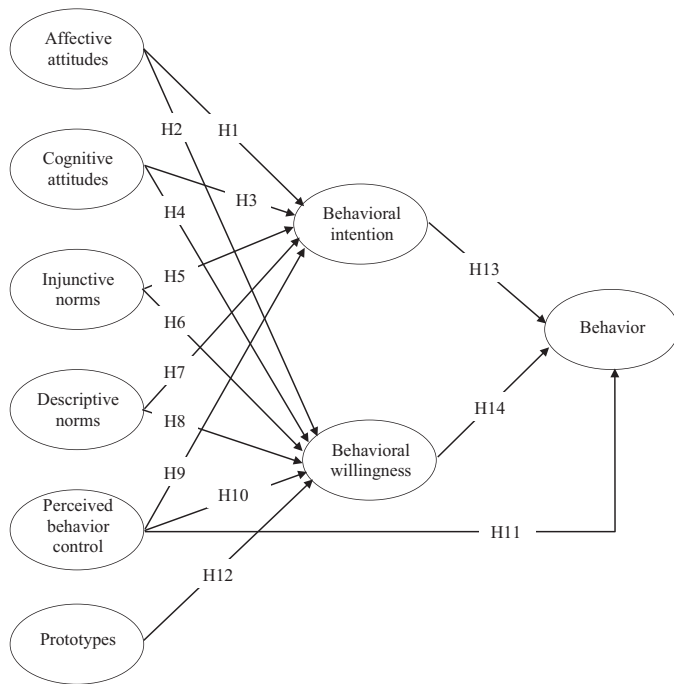 Affective
attitudes
H2
H1
Cognitive
attitudes
H3
H4
Behavioral
intention
Injunctive
norms
H5
H13
H6
Behavior
H7
Descriptive
norms
H8
H14
Behavioral
willingness
H9
H10
Perceived
behavior
control
H11
H12
Prototypes